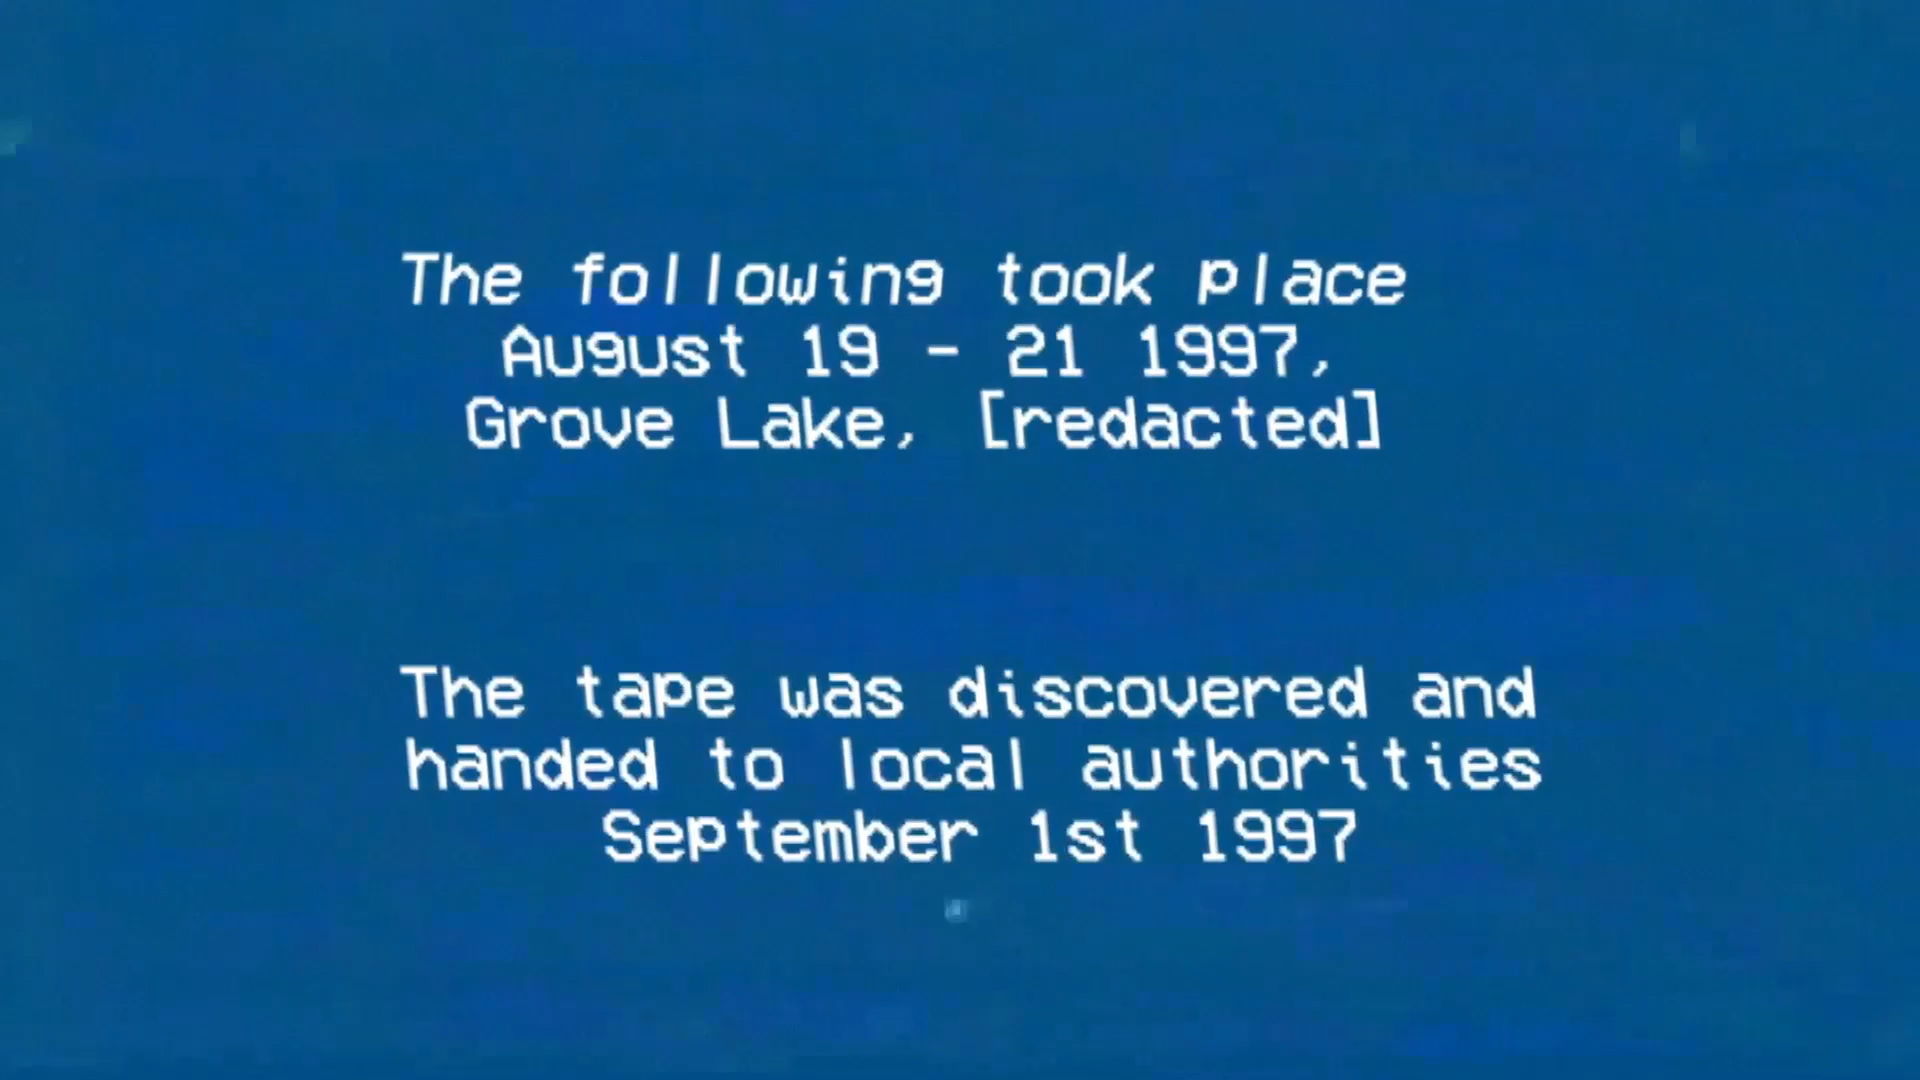 The following took place
August 19 - 21 1997,
Grove Lake, [redacted]
The tape was discovered and
handed to local authorities
September 1st 1997